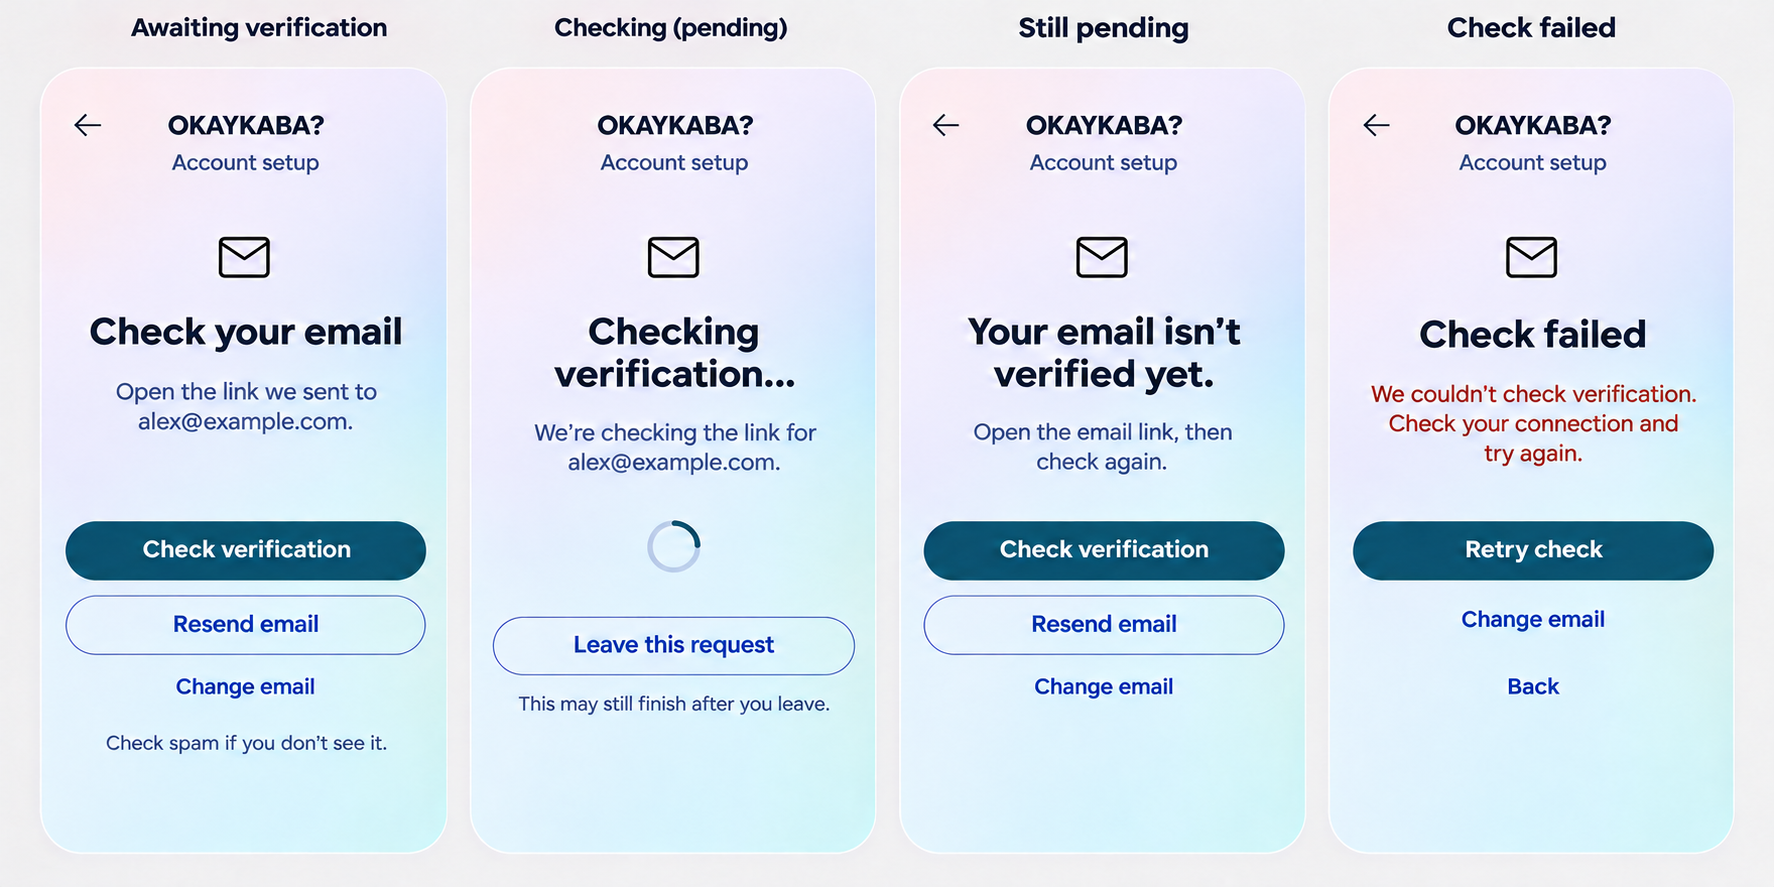 Awaiting verification
OKAYKABA?
Account setup
Check your email
Open the link we sent to
alex@example.com.
Check verification
Resend email
Change email
Check spam if you don’t see it.
Checking (pending)
OKAYKABA?
Account setup
Checking
verification...
We’re checking the link for
alex@example.com.
Leave this request
This may still finish after you leave.
Still pending
OKAYKABA?
Account setup
Your email isn’t
verified yet.
Open the email link, then
check again.
Check verification
Resend email
Change email
Check failed
OKAYKABA?
Account setup
Check failed
We couldn’t check verification.
Check your connection and
try again.
Retry check
Change email
Back